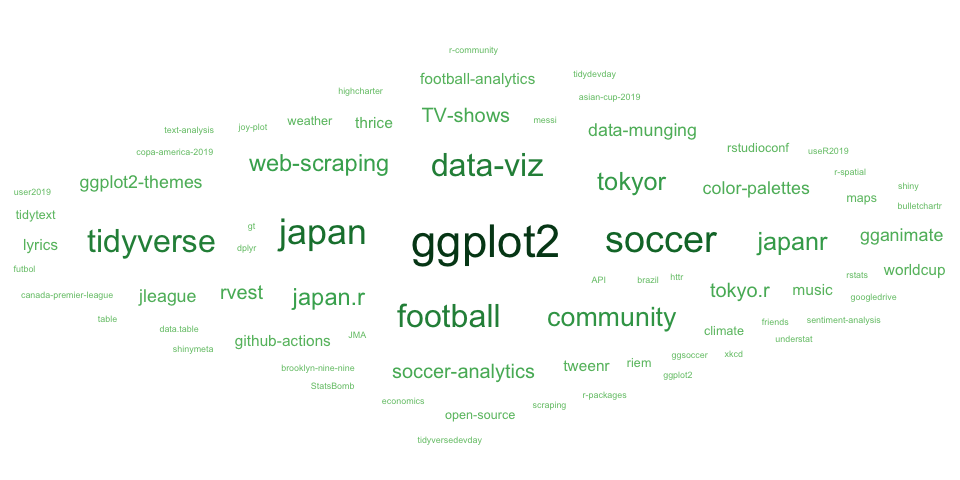 r-community
football-analytics
tidydevday
highcharter
asian-cup-2019
TV-shows
messi
text-analysis
joy-plot
weather
thrice
data-munging
copa-america-2019
web-scraping
data-viz
rstudioconf
useR2019
ggplot2-themes
tokyor
color-palettes
r-spatial
shiny
user2019
maps
bulletchartr
tidytext
lyrics
tidyverse
gt
dplyr
japan
ggplot2
soccer
japanr
gganimate
futbol
API
brazil
httr
rstats
worldcup
canada-premier-league
jleague
rvest
japan.r
tokyo.r
music
googledrive
table
data.table
football
community
climate
friends
sentiment-analysis
shinymeta
github-actions
JMA
understat
brooklyn-nine-nine
soccer-analytics
tweenr
riem
ggsoccer
xkcd
StatsBomb
ggplot2
economics
open-source
scraping
r-packages
tidyversedevday